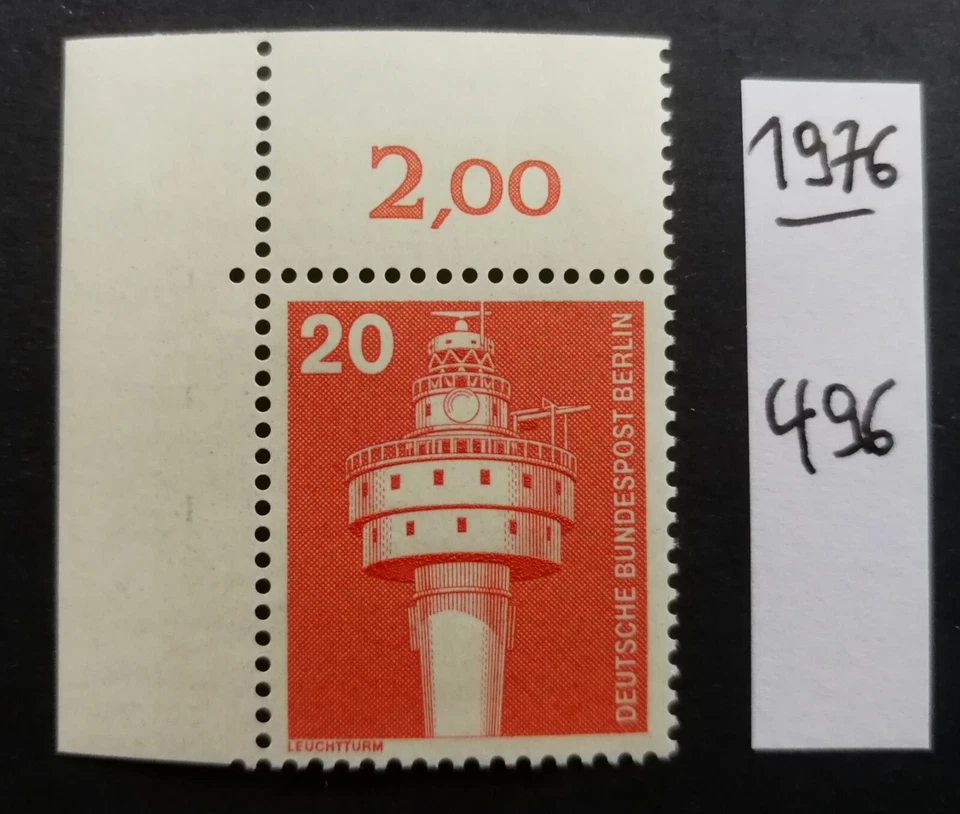 2,00
20
DEUTSCHE BUNDESPOST BERLIN
LEUCHTTURM
1976
496